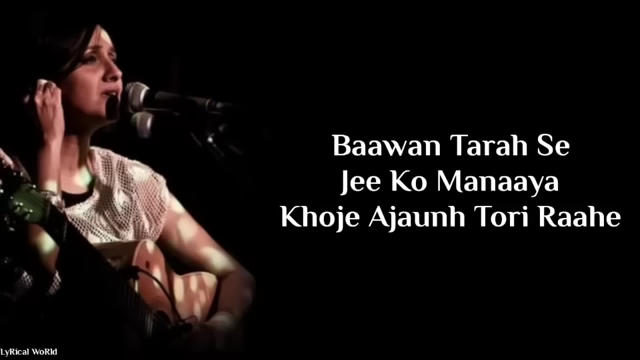 Baawan Tarah Se
Jee Ko Manaaya
Khoje Ajaunh Tori Raahe
LyRical WoRld